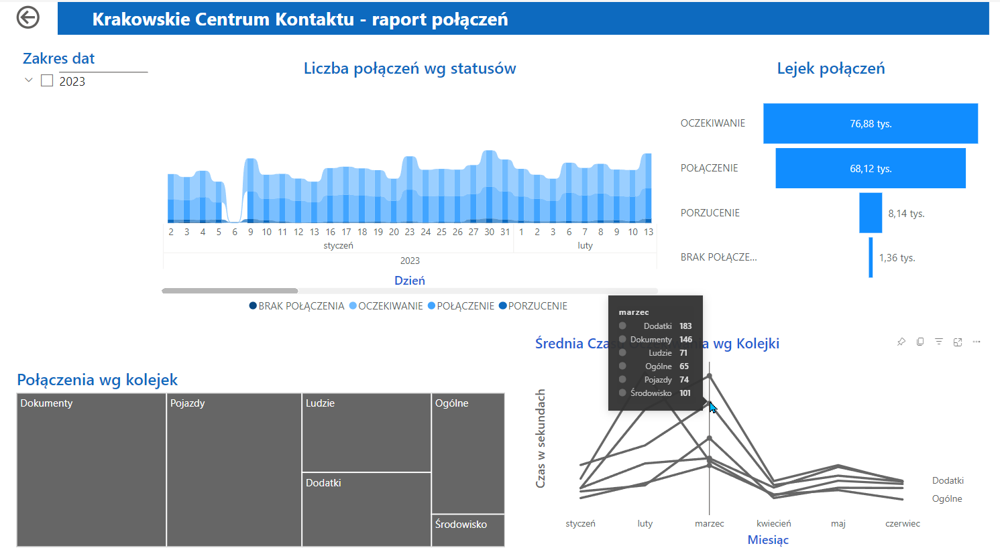 Krakowskie Centrum Kontaktu - raport połączeń
Zakres dat
2023
Liczba połączeń wg statusów
2 3 4 5 6 9 10 11 12 13 16 17 18 19 20 23 24 25 26 27 30 31 1 2 3 6 7 8 9 10 13
styczeń luty
2023
Dzień
BRAK POŁĄCZENIA OCZEKIWANIE POŁĄCZENIE PORZUCENIE
Lejek połączeń
OCZEKIWANIE 76,88 tys.
POŁĄCZENIE 68,12 tys.
PORZUCENIE 8,14 tys.
BRAK POŁĄCZE... 1,36 tys.
Połączenia wg kolejek
Dokumenty Pojazdy Ludzie Ogólne
Dodatki
Środowisko
Średnia Czasu Oczekiwania wg Kolejki
marzec
Dodatki 183
Dokumenty 146
Ludzie 71
Ogólne 65
Pojazdy 74
Środowisko 101
Czas w sekundach
Dodatki
Ogólne
styczeń luty marzec kwiecień maj czerwiec
Miesiąc